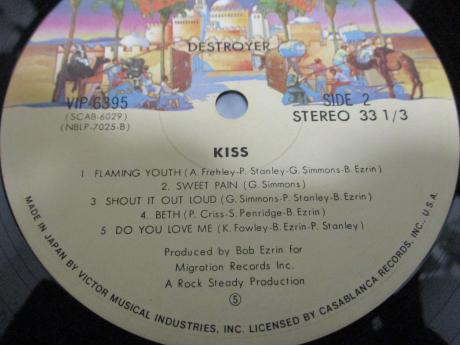 DESTROYER
VIP-6395
(SCAB-6029)
(NBLP-7025-B)
SIDE 2
STEREO 33 1/3
KISS
1 FLAMING YOUTH (A. Frehley-P. Stanley-G. Simmons-B. Ezrin)
2. SWEET PAIN (G. Simmons)
3 SHOUT IT OUT LOUD (G. Simmons-P. Stanley-B. Ezrin)
4. BETH (P. Criss-S. Penridge-B. Ezrin)
5 DO YOU LOVE ME (K. Fowley-B. Ezrin-P. Stanley)
Produced by Bob Ezrin for
Migration Records Inc.
A Rock Steady Production
Ⓢ
MADE IN JAPAN BY VICTOR MUSICAL INDUSTRIES, INC. LICENSED BY CASABLANCA RECORDS, INC., U.S.A.